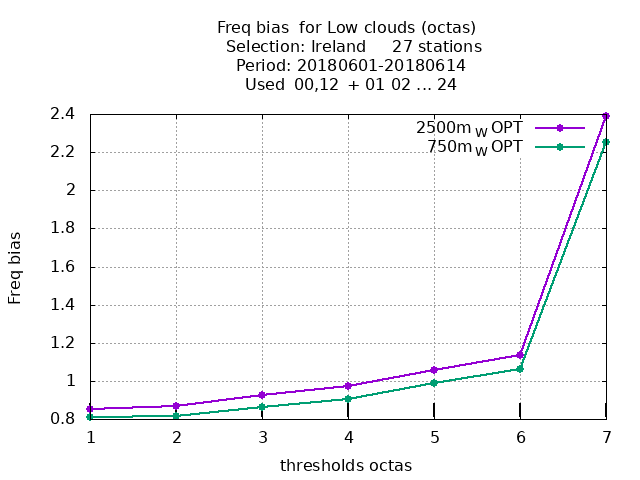 Freq bias  for Low clouds (octas)
Selection: Ireland     27 stations
Period: 20180601-20180614
Used  00,12  + 01 02 ... 24
2500m W OPT
750m W OPT
2.4
2.2
2
1.8
1.6
1.4
1.2
1
0.8
Freq bias
1 2 3 4 5 6 7
thresholds octas